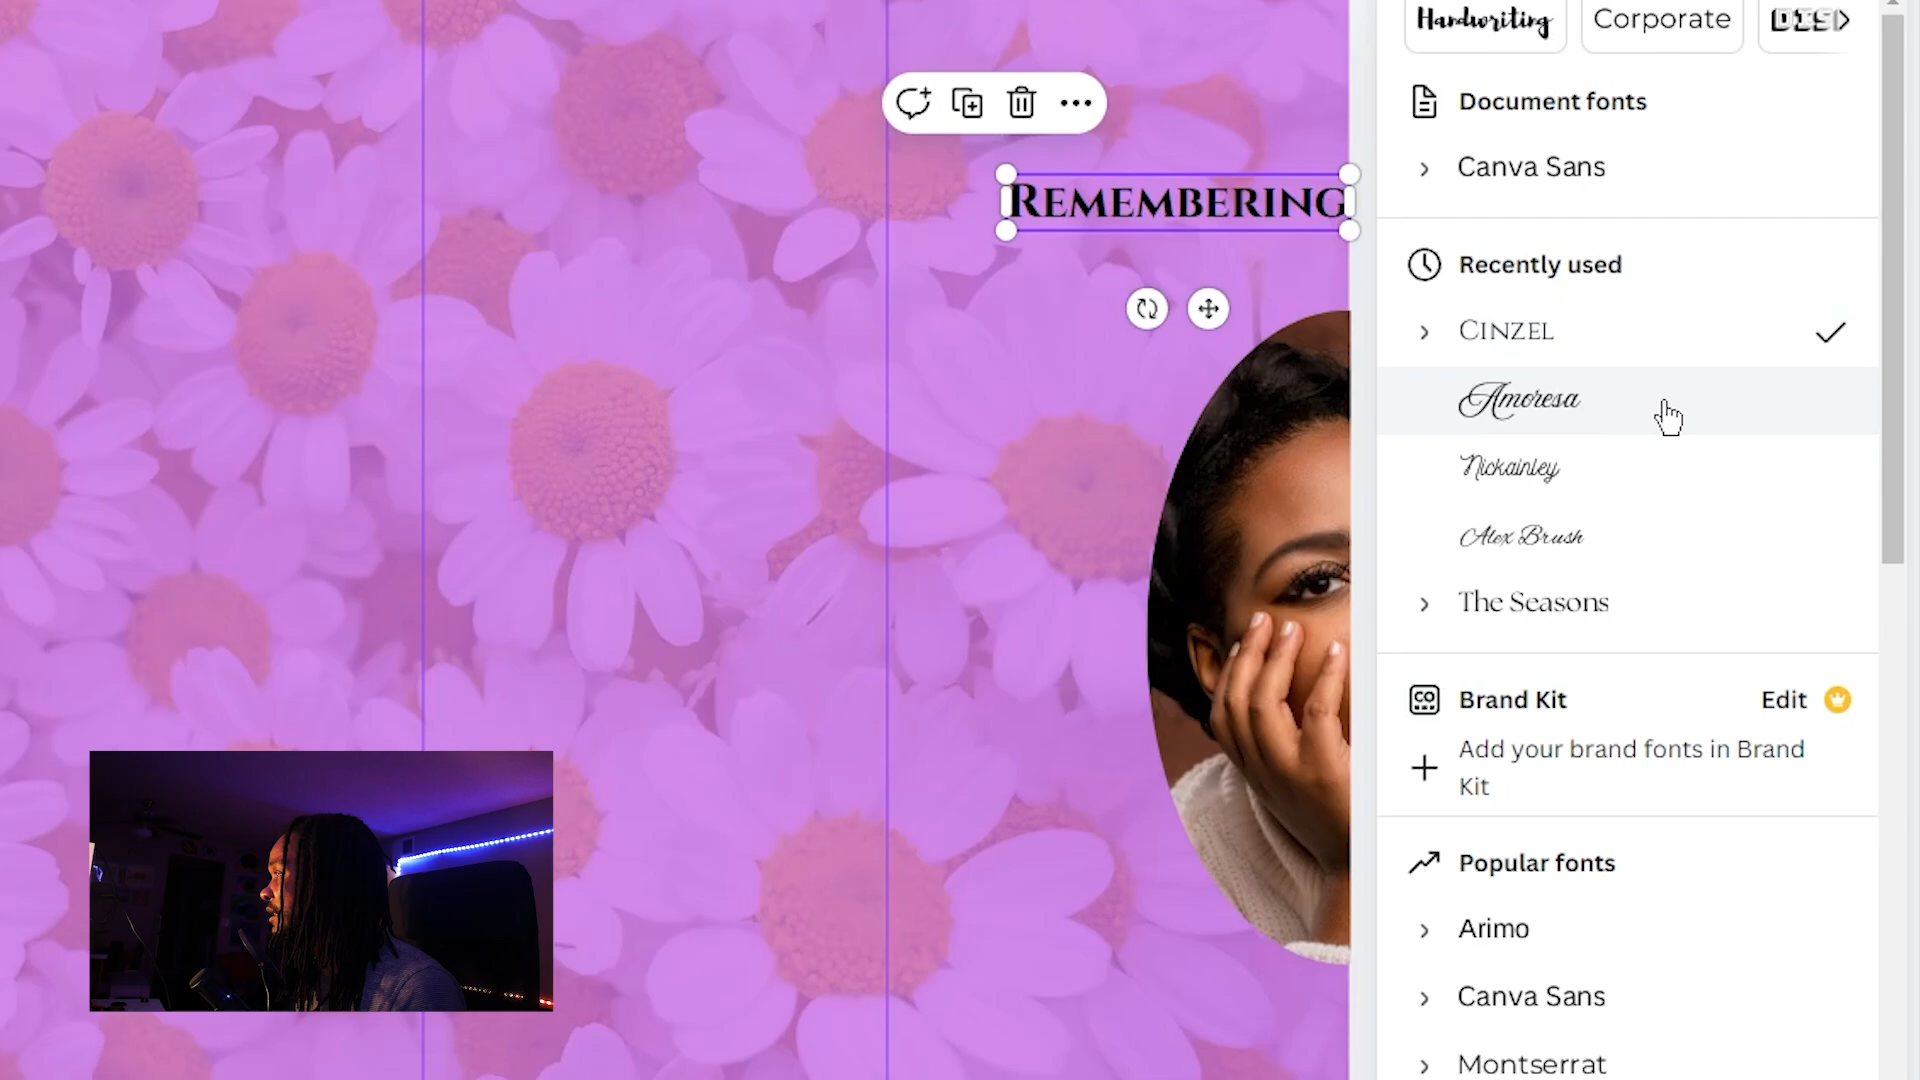 Handwriting
Corporate
Document fonts
Canva Sans
REMEMBERING
Recently used
CINZEL
Amoresa
Nickainley
Alex Brush
The Seasons
Brand Kit
Edit
Add your brand fonts in Brand
Kit
Popular fonts
Arimo
Canva Sans
Montserrat